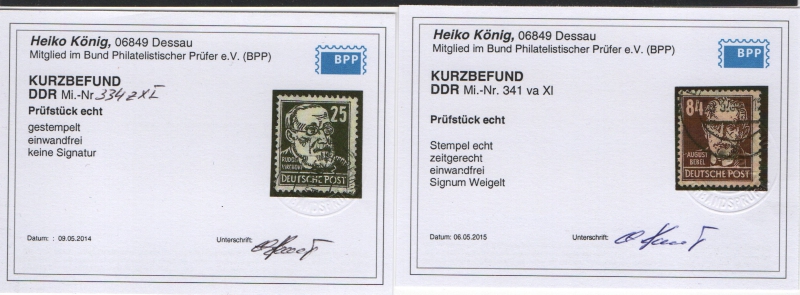 Heiko König, 06849 Dessau
Mitglied im Bund Philatelistischer Prüfer e.V. (BPP)
BPP
KURZBEFUND
DDR Mi.-Nr. 334 z XI
Prüfstück echt
gestempelt
einwandfrei
keine Signatur
25
RUDOLF
VIRCHOW
DEUTSCHE POST
Datum: : 09.05.2014
Unterschrift:
Heiko König, 06849 Dessau
Mitglied im Bund Philatelistischer Prüfer e.V. (BPP)
BPP
KURZBEFUND
DDR Mi.-Nr. 341 va XI
Prüfstück echt
Stempel echt
zeitgerecht
einwandfrei
Signum Weigelt
84
AUGUST
BEBEL
DEUTSCHE POST
Datum: 06.05.2015
Unterschrift: